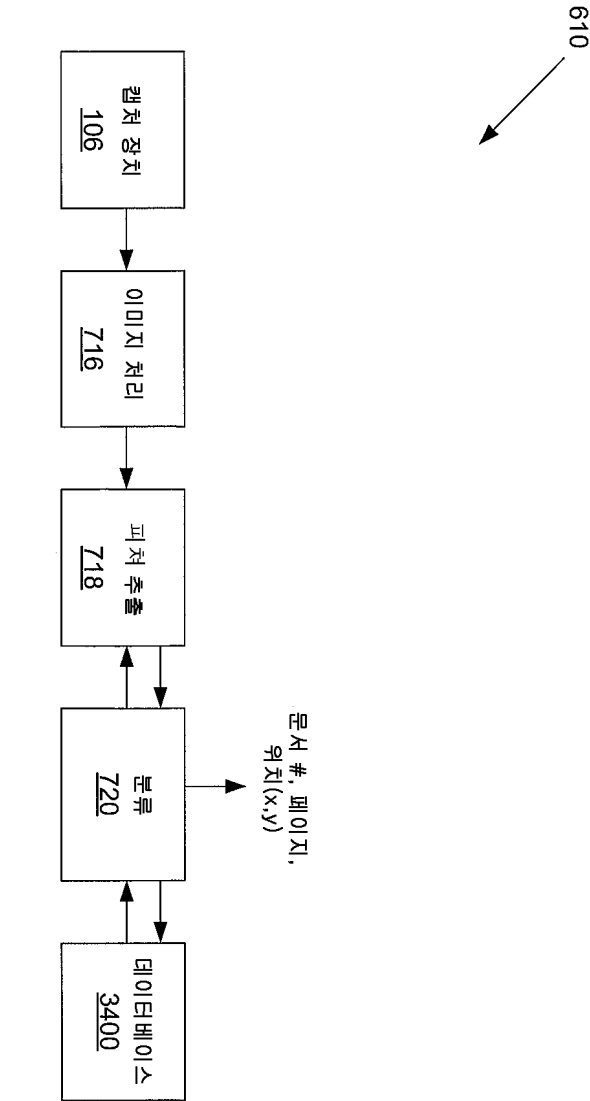 610
캡처 장치
106
이미지 처리
716
피쳐 추출
718
분류
720
문서 #, 페이지,
위치(x,y)
데이터베이스
3400